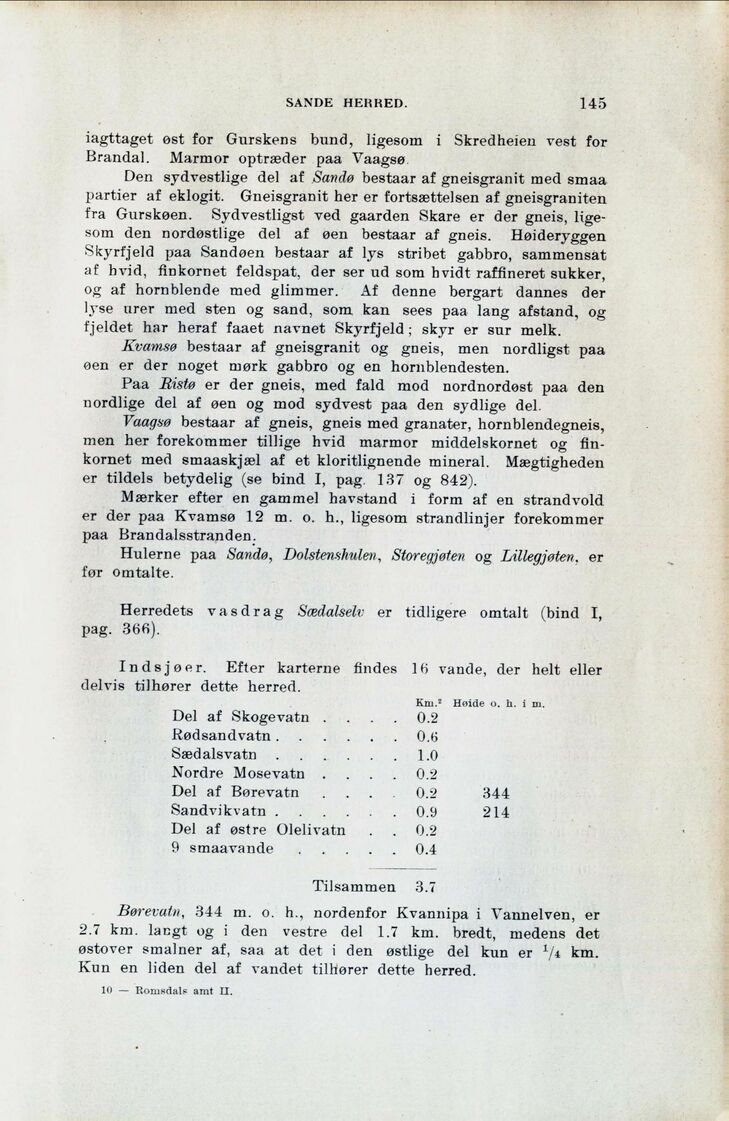 SANDE HERRED. 145
iagttaget øst for Gurskens bund, ligesom i Skredheien vest for
Brandal. Marmor optræder paa Vaagsø.
Den sydvestlige del af Sandø bestaar af gneisgranit med smaa
partier af eklogit. Gneisgranit her er fortsættelsen af gneisgraniten
fra Gurskøen. Sydvestligst ved gaarden Skare er der gneis, lige-
som den nordøstlige del af øen bestaar af gneis. Høideryggen
Skyrfjeld paa Sandøen bestaar af lys stribet gabbro, sammensat
af hvid, finkornet feldspat, der ser ud som hvidt raffineret sukker,
og af hornblende med glimmer. Af denne bergart dannes der
lyse urer med sten og sand, som kan sees paa lang afstand, og
fjeldet har heraf faaet navnet Skyrfjeld; skyr er sur melk.
Kvamsø bestaar af gneisgranit og gneis, men nordligst paa
øen er der noget mørk gabbro og en hornblendesten.
Paa Ristø er der gneis, med fald mod nordnordøst paa den
nordlige del af øen og mod sydvest paa den sydlige del.
Vaagsø bestaar af gneis, gneis med granater, hornblendegneis,
men her forekommer tillige hvid marmor middelskornet og fin-
kornet med smaaskjæl af et kloritlignende mineral. Mægtigheden
er tildels betydelig (se bind I, pag. 137 og 842).
Mærker efter en gammel havstand i form af en strandvold
er der paa Kvamsø 12 m. o. h., ligesom strandlinjer forekommer
paa Brandalsstranden.
Hulerne paa Sandø, Dolstenshulen, Storegjøten og Lillegjøten, er
før omtalte.
Herredets vasdrag Sædalselv er tidligere omtalt (bind I,
pag. 366).
Indsjøer. Efter karterne findes 16 vande, der helt eller
delvis tilhører dette herred.
Km.² Høide o. h. i m.
Del af Skogevatn . . . . 0.2
Rødsandvatn . . . . . . 0.6
Sædalsvatn . . . . . . 1.0
Nordre Mosevatn . . . . 0.2
Del af Børevatn . . . . 0.2 344
Sandvikvatn . . . . . . 0.9 214
Del af østre Olelivatn . . 0.2
9 smaavande . . . . . 0.4
Tilsammen 3.7
Børevatn, 344 m. o. h., nordenfor Kvannipa i Vannelven, er
2.7 km. langt og i den vestre del 1.7 km. bredt, medens det
østover smalner af, saa at det i den østlige del kun er 1/4 km.
Kun en liden del af vandet tilhører dette herred.
10 — Romsdals amt II.